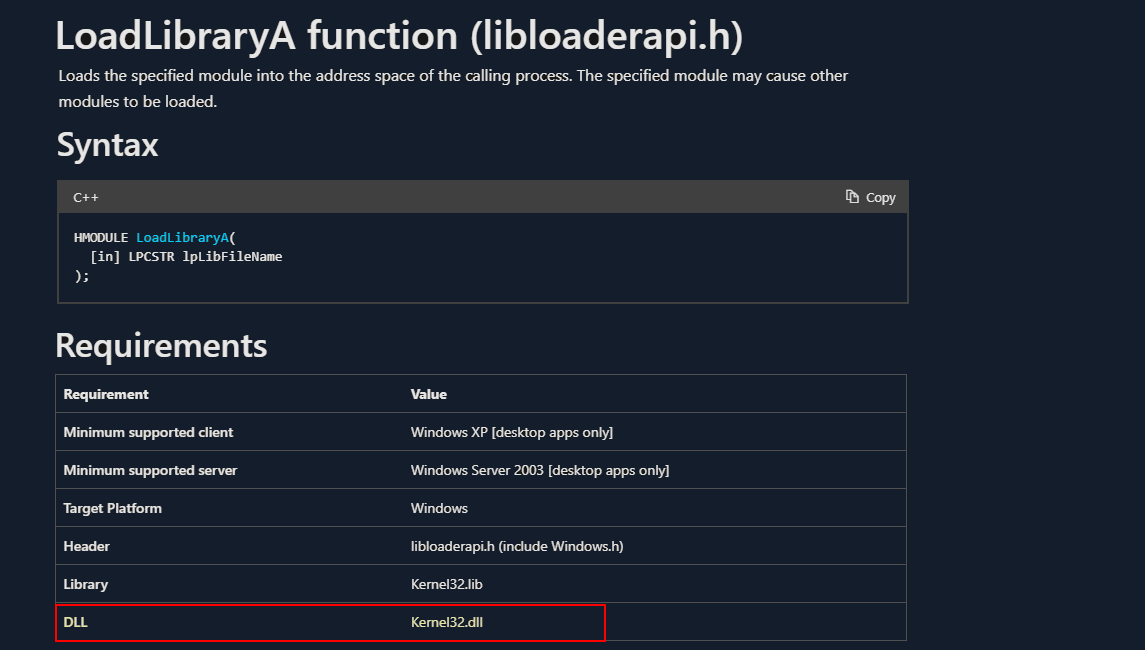 LoadLibraryA function (libloaderapi.h)
Loads the specified module into the address space of the calling process. The specified module may cause other
modules to be loaded.
Syntax
C++ Copy
HMODULE LoadLibraryA(
  [in] LPCSTR lpLibFileName
);
Requirements
Requirement Value
Minimum supported client Windows XP [desktop apps only]
Minimum supported server Windows Server 2003 [desktop apps only]
Target Platform Windows
Header libloaderapi.h (include Windows.h)
Library Kernel32.lib
DLL Kernel32.dll